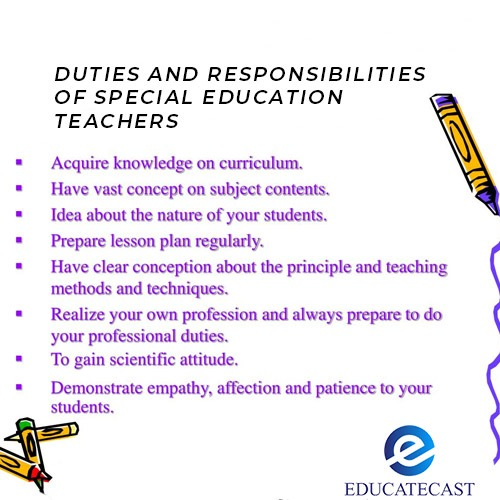 DUTIES AND RESPONSIBILITIES
OF SPECIAL EDUCATION
TEACHERS
▪ Acquire knowledge on curriculum.
▪ Have vast concept on subject contents.
▪ Idea about the nature of your students.
▪ Prepare lesson plan regularly.
▪ Have clear conception about the principle and teaching
methods and techniques.
▪ Realize your own profession and always prepare to do
your professional duties.
▪ To gain scientific attitude.
▪ Demonstrate empathy, affection and patience to your
students.
EDUCATECAST